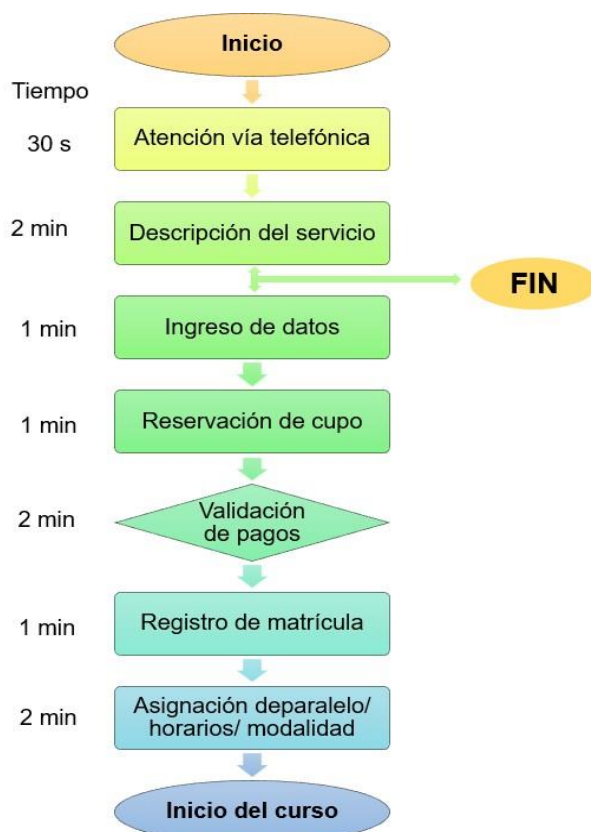 Inicio
Tiempo
30 s
Atención vía telefónica
2 min
Descripción del servicio
FIN
1 min
Ingreso de datos
1 min
Reservación de cupo
2 min
Validación
de pagos
1 min
Registro de matrícula
2 min
Asignación deparalelo/
horarios/ modalidad
Inicio del curso